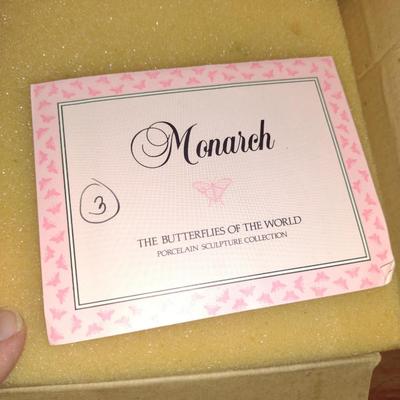 Monarch
3
THE BUTTERFLIES OF THE WORLD
PORCELAIN SCULPTURE COLLECTION